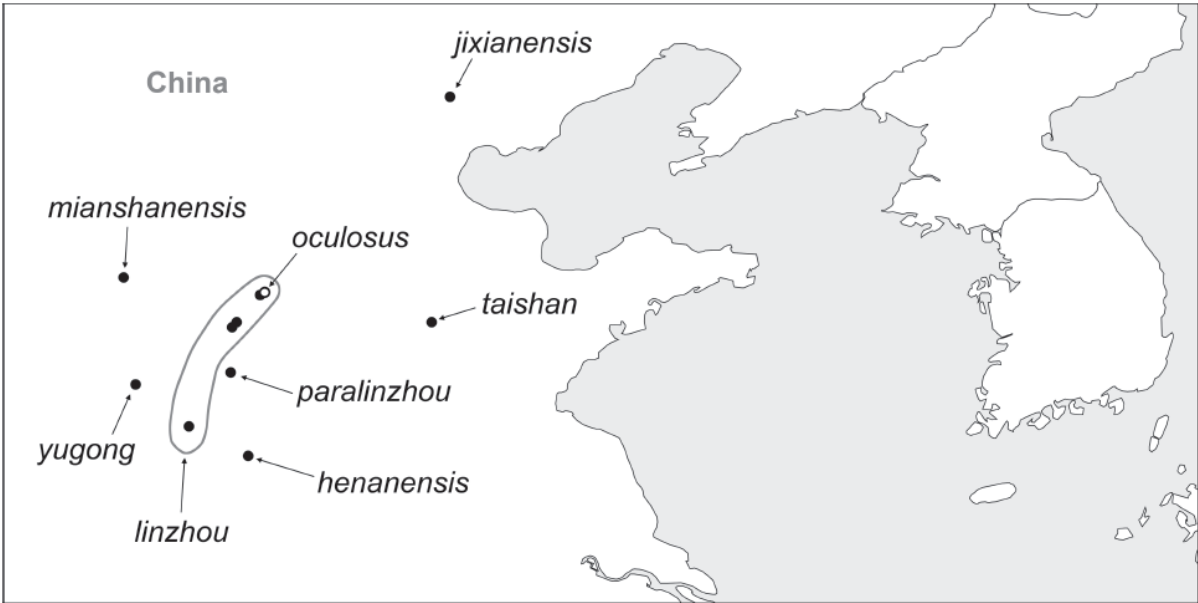 jixianensis
China
mianshanensis
oculosus
taishan
paralinzhou
yugong
henanensis
linzhou